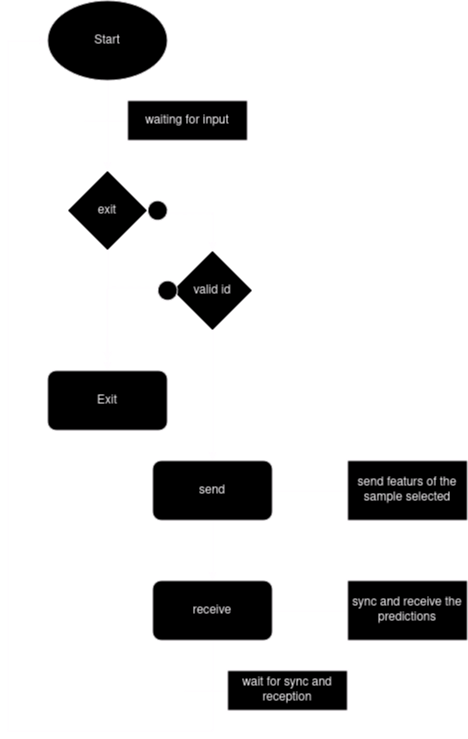 Start
waiting for input
exit
valid id
Exit
send
send featurs of the
sample selected
receive
sync and receive the
predictions
wait for sync and
reception